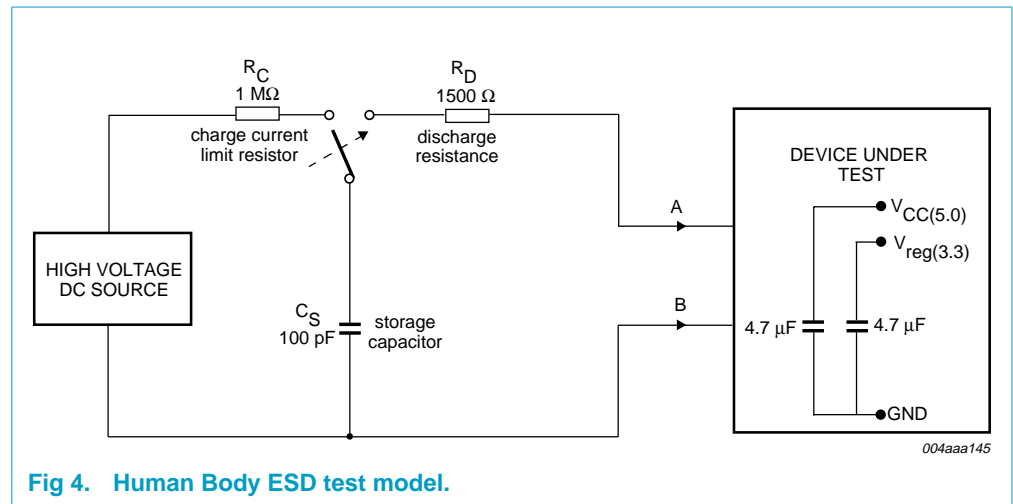 R_C
1 MΩ
charge current
limit resistor
R_D
1500 Ω
discharge
resistance
HIGH VOLTAGE
DC SOURCE
C_S
100 pF
storage
capacitor
A
B
DEVICE UNDER
TEST
V_CC(5.0)
V_reg(3.3)
4.7 μF
4.7 μF
GND
004aaa145
Fig 4. Human Body ESD test model.